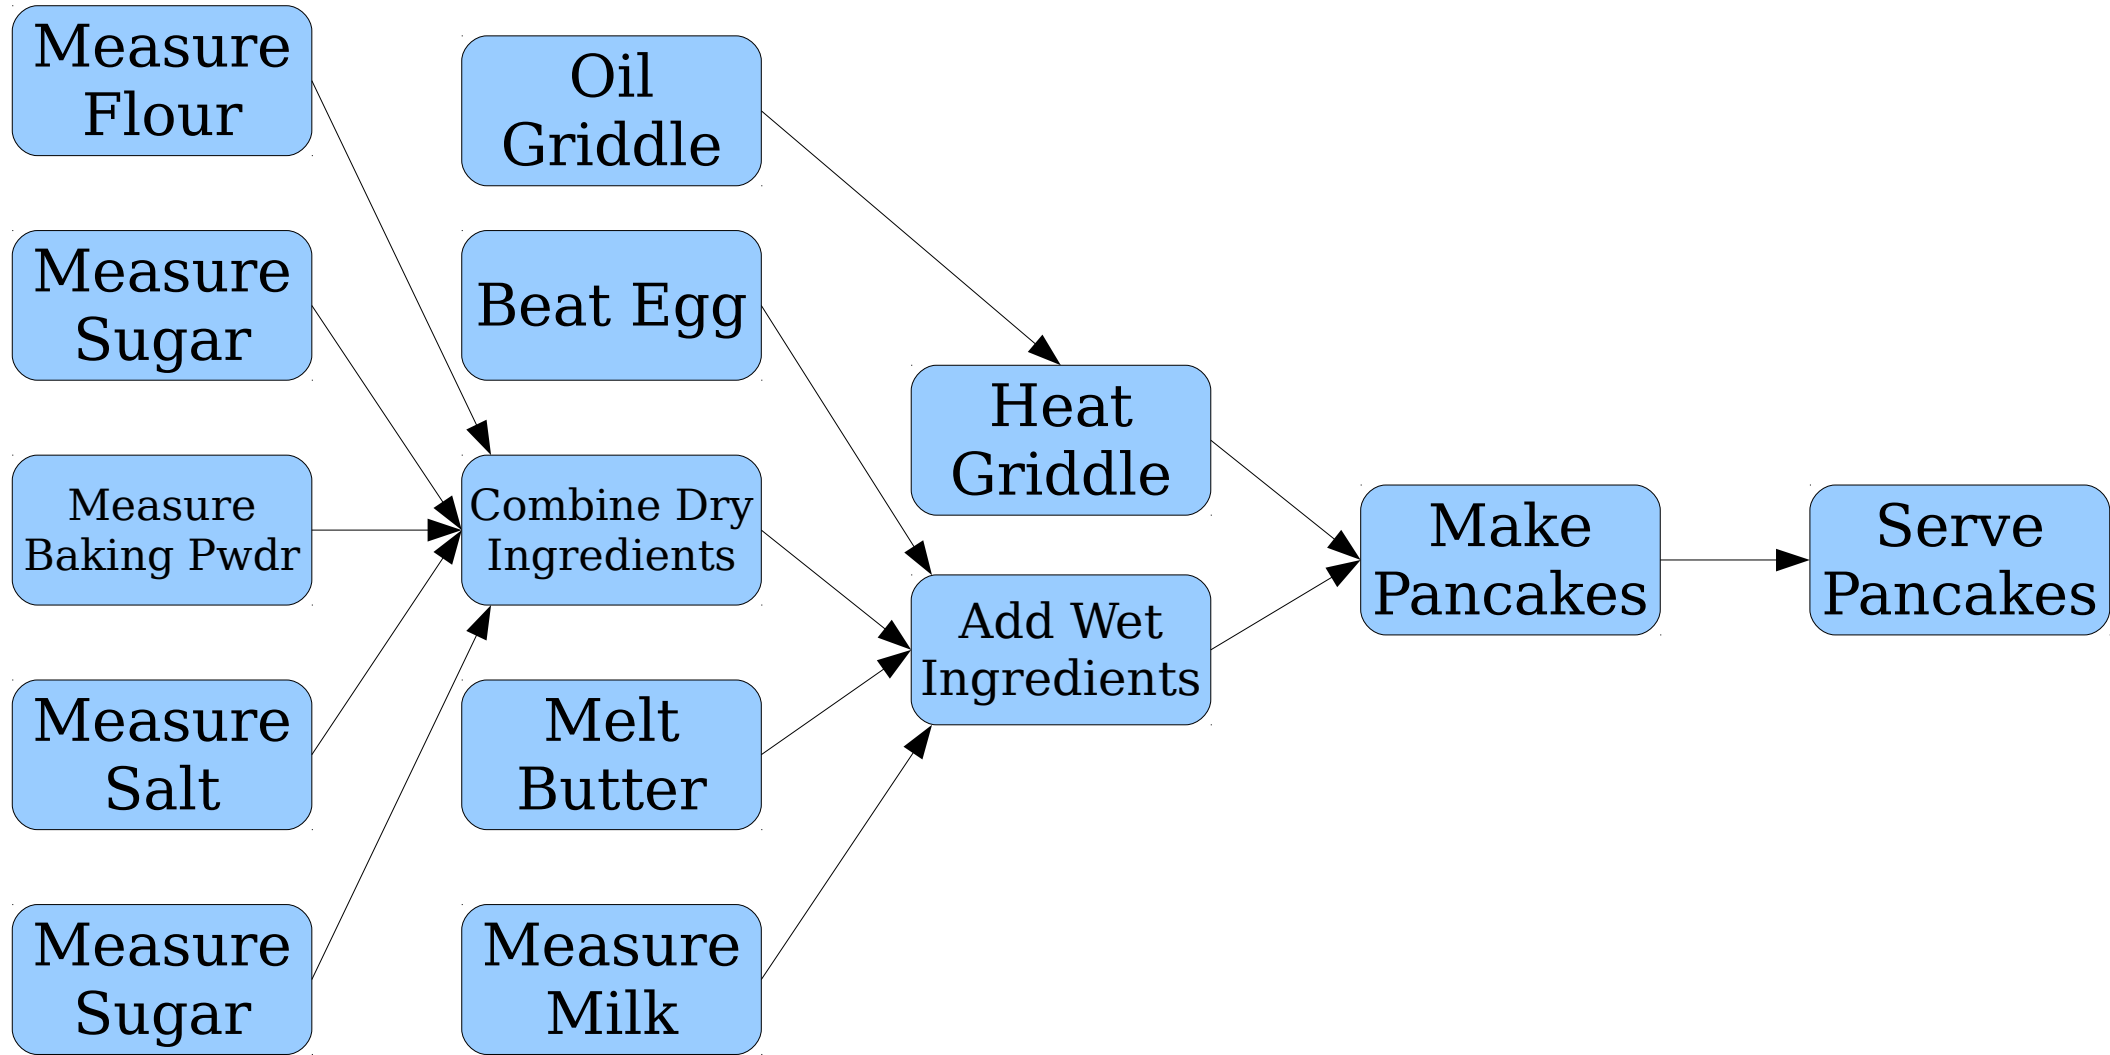 Measure
Flour
Measure
Sugar
Measure
Baking Pwdr
Measure
Salt
Measure
Sugar
Oil
Griddle
Beat Egg
Combine Dry
Ingredients
Melt
Butter
Measure
Milk
Heat
Griddle
Add Wet
Ingredients
Make
Pancakes
Serve
Pancakes